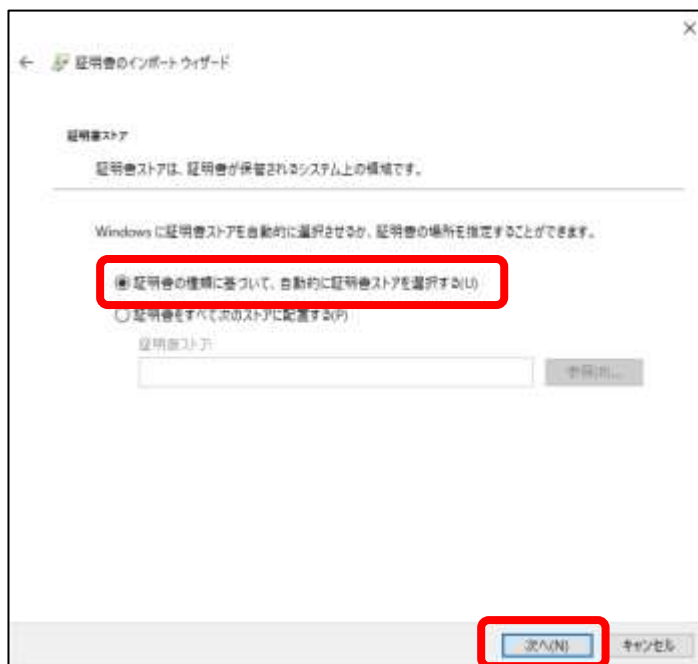 証明書のインポート ウィザード
証明書ストア
証明書ストアは、証明書が保管されるシステム上の領域です。
Windows に証明書ストアを自動的に選択させるか、証明書の場所を指定することができます。
証明書の種類に基づいて、自動的に証明書ストアを選択する(U)
証明書をすべて次のストアに配置する(P)
証明書ストア:
参照(R)...
次へ(N)
キャンセル